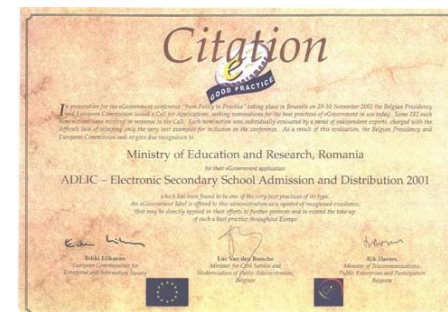 Citation
e
GOOD PRACTICE
In preparation for the eGovernment conference "from Policy to Practice" taking place in Brussels on 29-30 November 2001 the Belgian Presidency
and European Commission issued a Call for Applications, seeking nominations for the best practices of eGovernment in use today. Some 282 such
nominations were received in response to the Call. Each nomination was individually evaluated by a panel of independent experts, charged with the
difficult task of selecting only the very best examples for inclusion in the conference. As a result of this evaluation, the Belgian Presidency and
European Commission seek to give due recognition to
Ministry of Education and Research, Romania
for their eGovernment application
ADLIC – Electronic Secondary School Admission and Distribution 2001
which has been found to be one of the very best practices of its type.
An eGovernment label is offered to this administration as a symbol of recognised excellence,
that may be directly applied in their efforts to further promote and to extend the take-up
of such a best practice throughout Europe
Erkki Liikanen
European Commissioner for
Enterprise and Information Society
Luc Van den Bossche
Minister for Civil Service and
Modernisation of Public Administration,
Belgium
Rik Daems,
Minister of Telecommunications,
Public Enterprises and Participation
Belgium